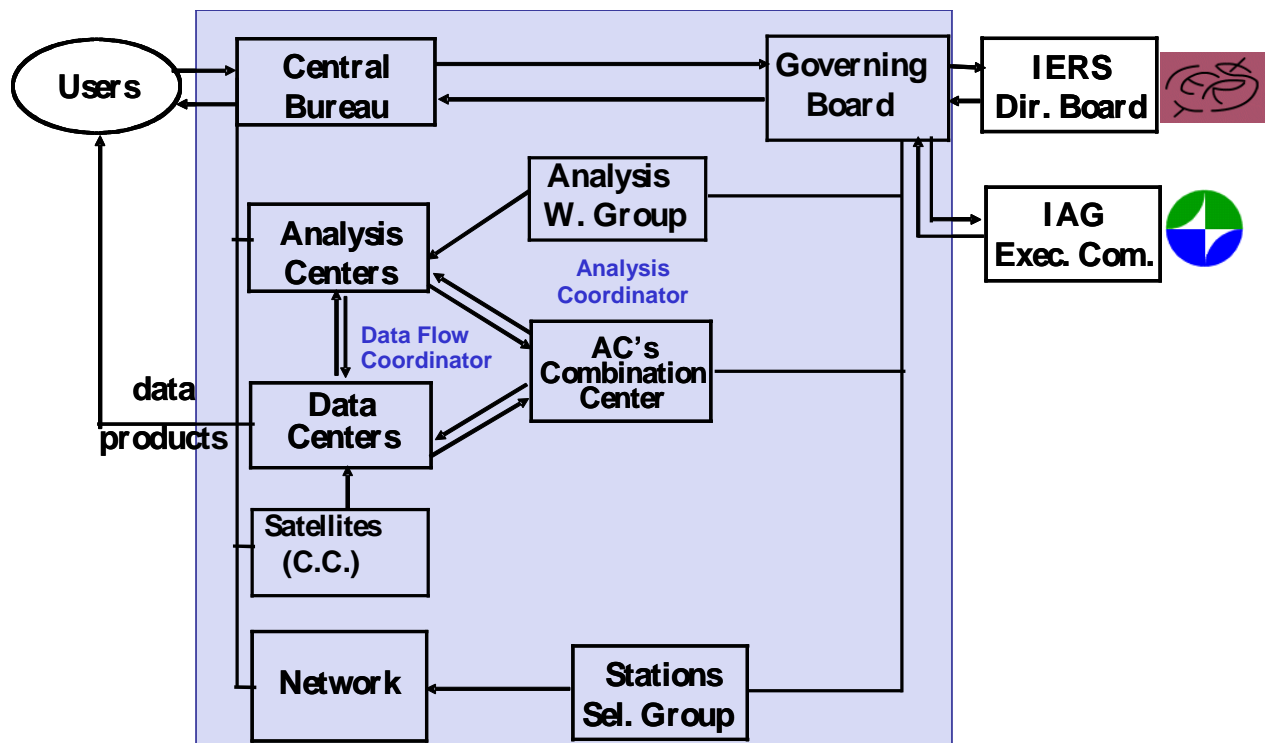 Users
Central
Bureau
Governing
Board
IERS
Dir. Board
Analysis
W. Group
IAG
Exec. Com.
Analysis
Centers
Analysis
Coordinator
Data Flow
Coordinator
AC's
Combination
Center
data
products
Data
Centers
Satellites
(C.C.)
Network
Stations
Sel. Group